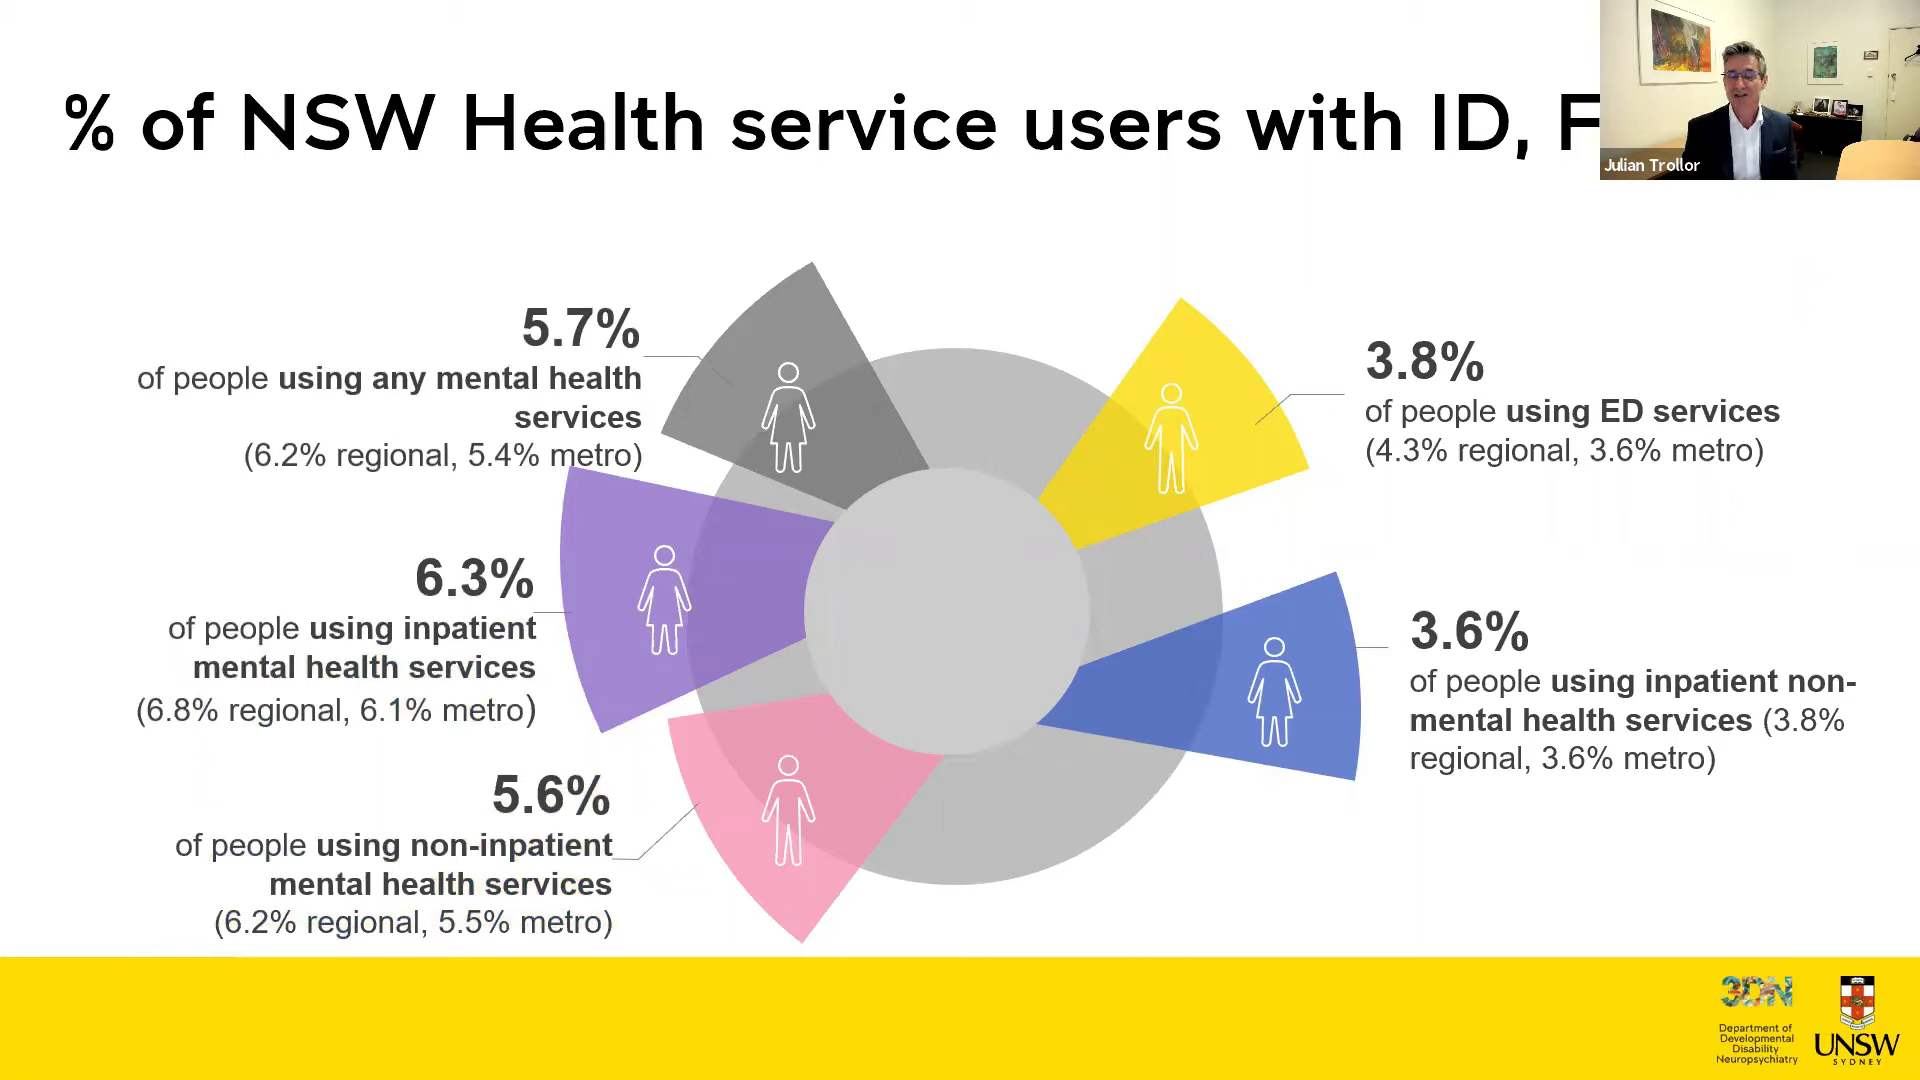 % of NSW Health service users with ID, F
Julian Trollor
5.7%
of people using any mental health
services
(6.2% regional, 5.4% metro)
6.3%
of people using inpatient
mental health services
(6.8% regional, 6.1% metro)
5.6%
of people using non-inpatient
mental health services
(6.2% regional, 5.5% metro)
3.8%
of people using ED services
(4.3% regional, 3.6% metro)
3.6%
of people using inpatient non-
mental health services (3.8%
regional, 3.6% metro)
3DN
Department of
Developmental
Disability
Neuropsychiatry
UNSW
SYDNEY